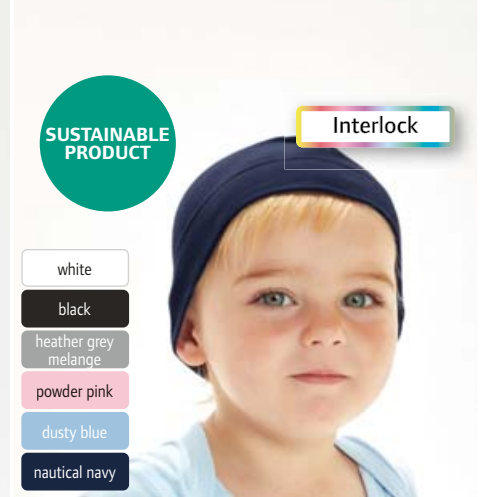 SUSTAINABLE
PRODUCT
Interlock
white
black
heather grey
melange
powder pink
dusty blue
nautical navy